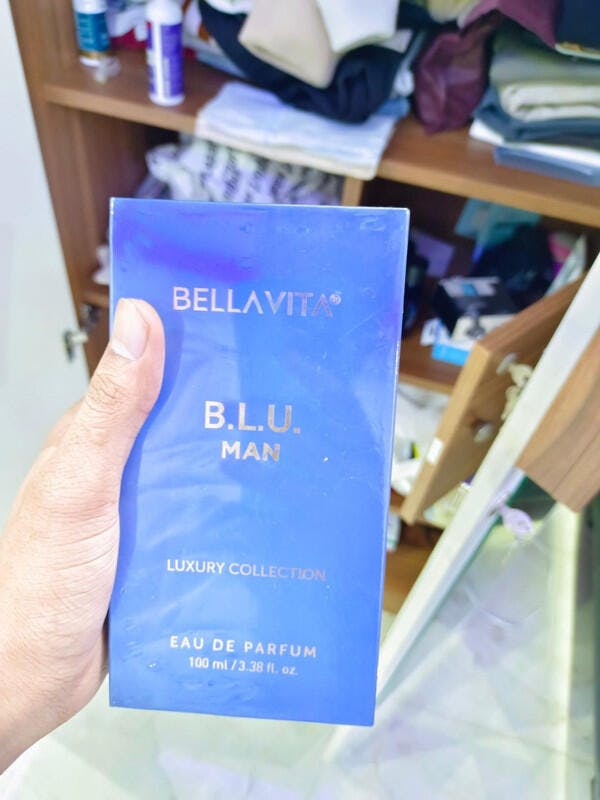 BELLAVITA®
B.L.U.
MAN
LUXURY COLLECTION
EAU DE PARFUM
100 ml / 3.38 fl. oz.